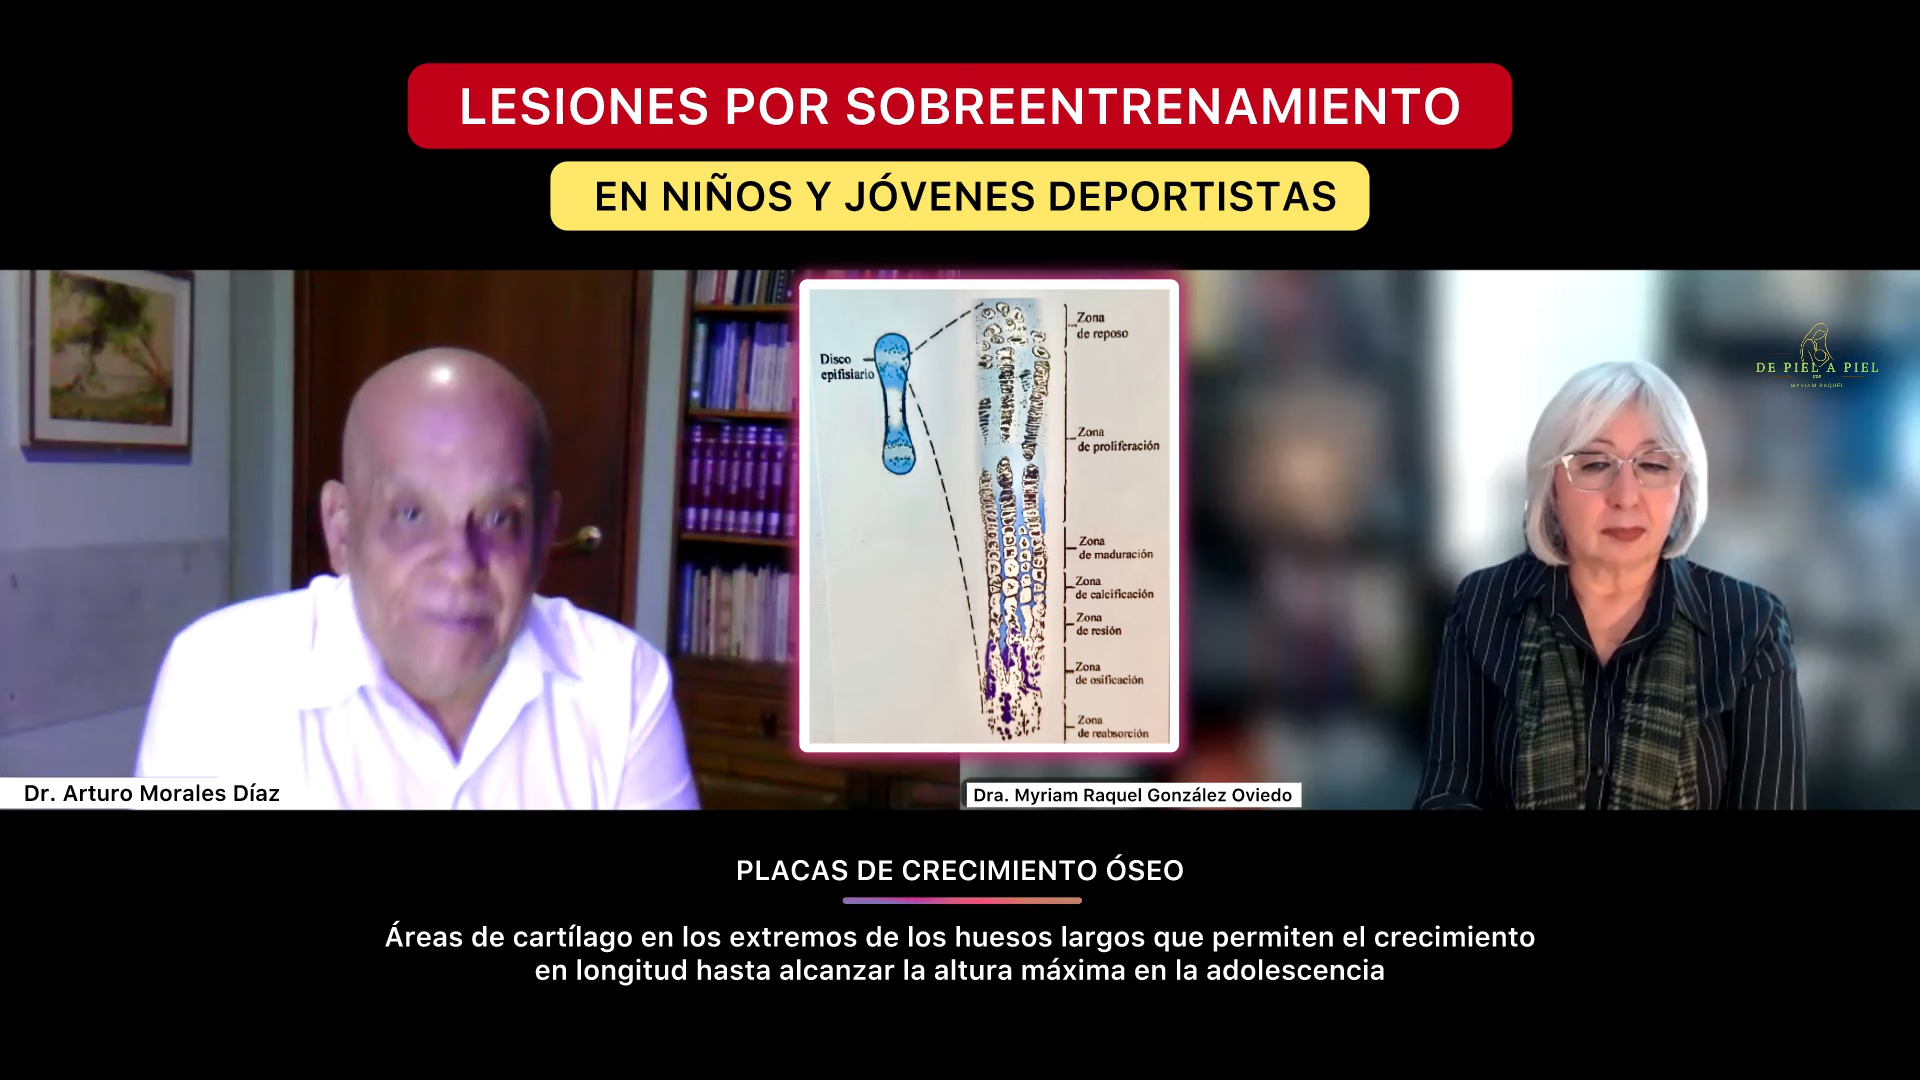 LESIONES POR SOBREENTRENAMIENTO
EN NIÑOS Y JÓVENES DEPORTISTAS
Disco
epifisiario
Zona
de reposo
Zona
de proliferación
Zona
de maduración
Zona
de calcificación
Zona
de resión
Zona
de osificación
Zona
de reabsorción
DE PIEL A PIEL
MYRIAM RAQUEL
Dr. Arturo Morales Díaz
Dra. Myriam Raquel González Oviedo
PLACAS DE CRECIMIENTO ÓSEO
Áreas de cartílago en los extremos de los huesos largos que permiten el crecimiento
en longitud hasta alcanzar la altura máxima en la adolescencia